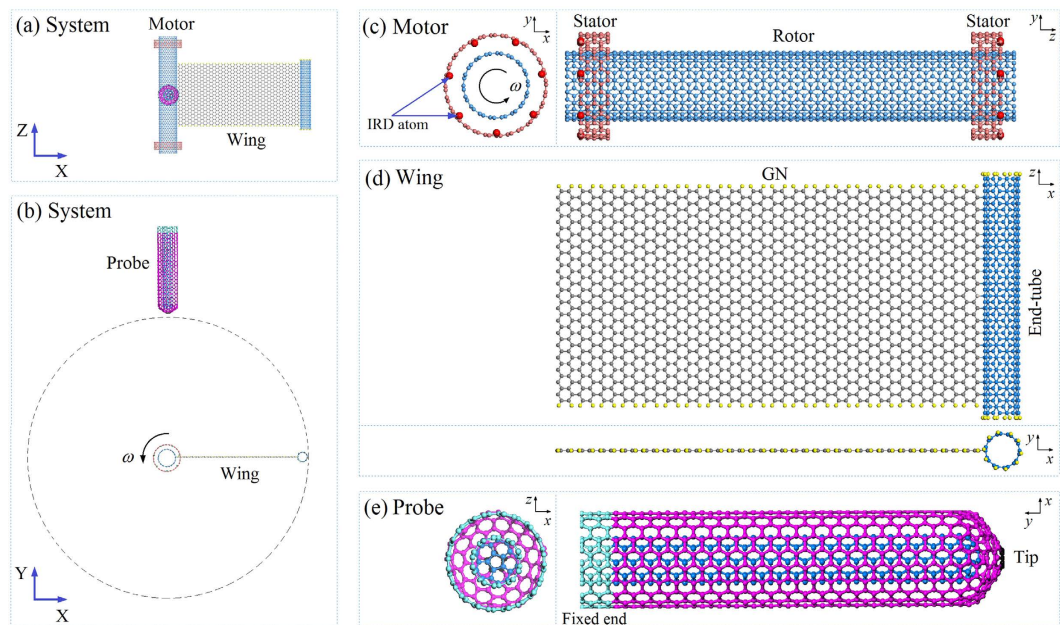 (a) System
Motor
Wing
Z
X
(b) System
Probe
ω
Wing
Y
X
(c) Motor
y
x
ω
IRD atom
Stator
Rotor
Stator
y
z
(d) Wing
GN
z
x
End-tube
y
x
(e) Probe
z
x
x
y
Tip
Fixed end